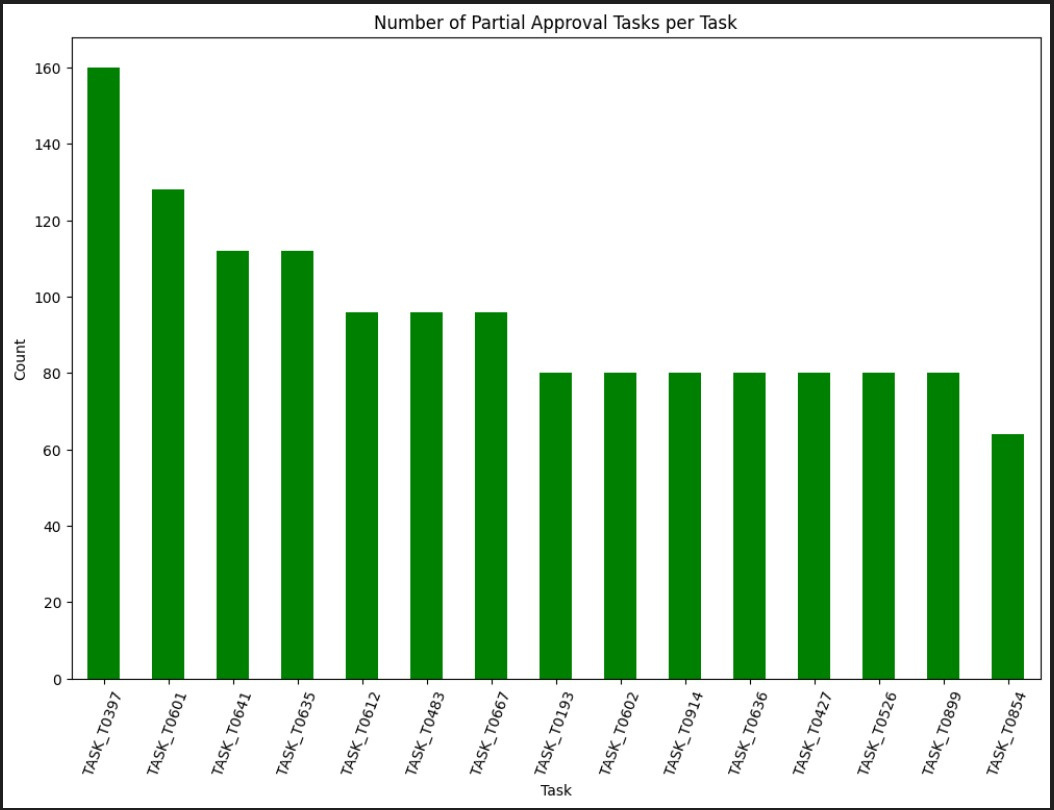 Number of Partial Approval Tasks per Task
Count
160
140
120
100
80
60
40
20
0
TASK_T0397
TASK_T0601
TASK_T0641
TASK_T0635
TASK_T0612
TASK_T0483
TASK_T0667
TASK_T0193
TASK_T0602
TASK_T0914
TASK_T0636
TASK_T0427
TASK_T0526
TASK_T0899
TASK_T0854
Task